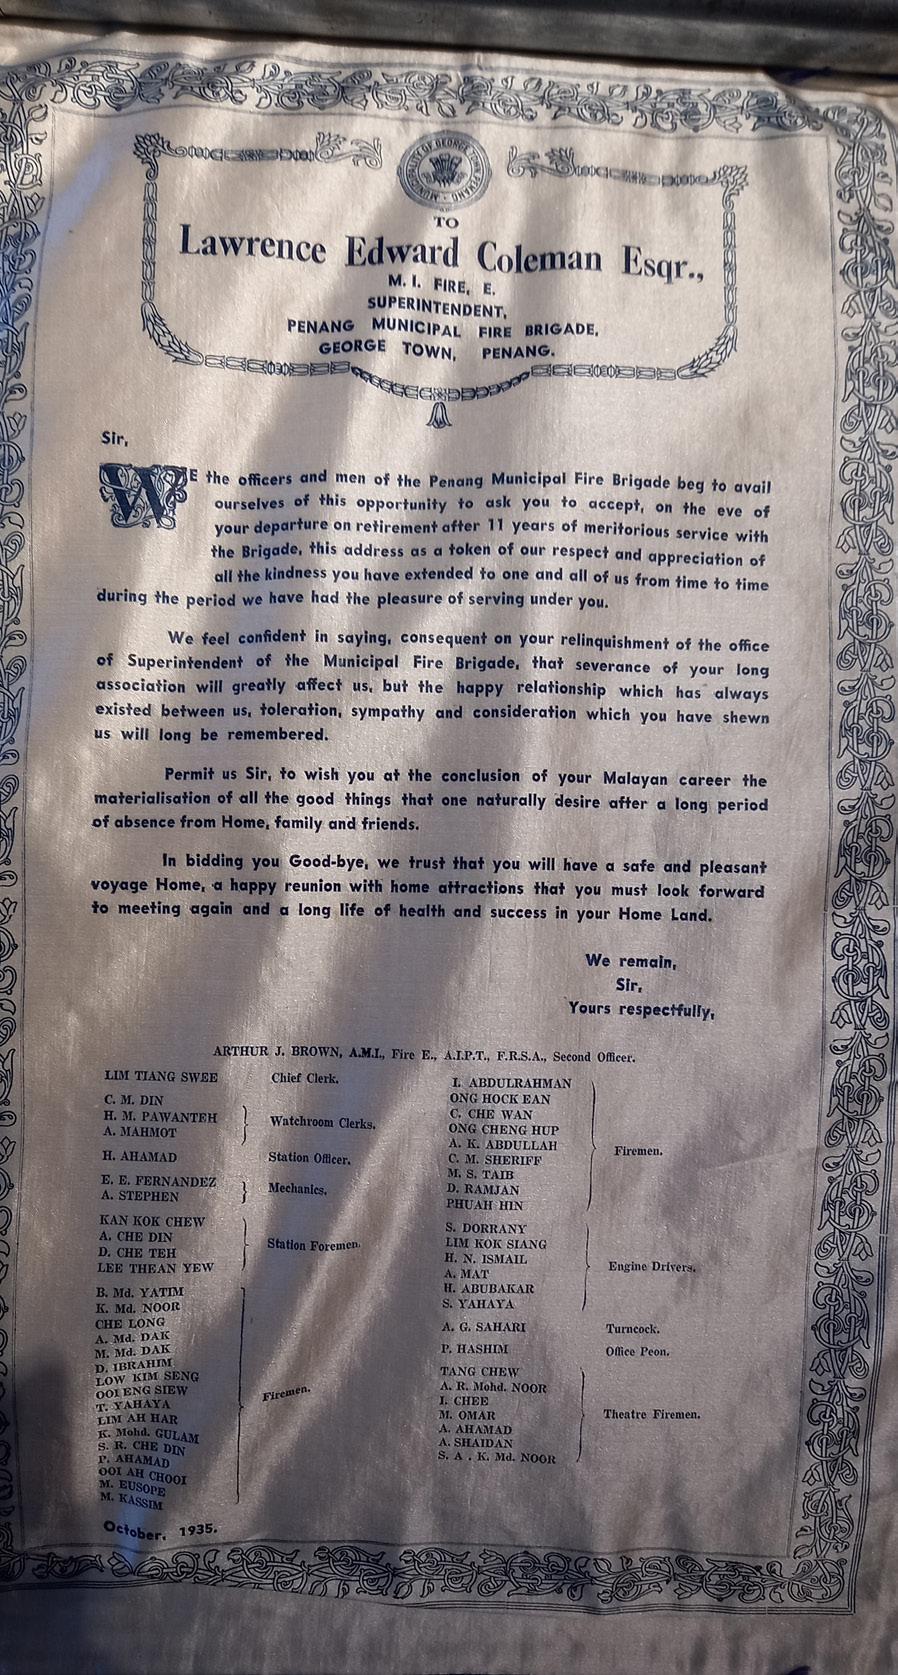 MUNICIPALITY OF GEORGE TOWN PENANG
TO
Lawrence Edward Coleman Esqr.,
M. I. FIRE, E.
SUPERINTENDENT,
PENANG MUNICIPAL FIRE BRIGADE,
GEORGE TOWN, PENANG.
Sir,
WE the officers and men of the Penang Municipal Fire Brigade beg to avail
ourselves of this opportunity to ask you to accept, on the eve of
your departure on retirement after 11 years of meritorious service with
the Brigade, this address as a token of our respect and appreciation of
all the kindness you have extended to one and all of us from time to time
during the period we have had the pleasure of serving under you.
We feel confident in saying, consequent on your relinquishment of the office
of Superintendent of the Municipal Fire Brigade, that severance of your long
association will greatly affect us, but the happy relationship which has always
existed between us, toleration, sympathy and consideration which you have shewn
us will long be remembered.
Permit us Sir, to wish you at the conclusion of your Malayan career the
materialisation of all the good things that one naturally desire after a long period
of absence from Home, family and friends.
In bidding you Good-bye, we trust that you will have a safe and pleasant
voyage Home, a happy reunion with home attractions that you must look forward
to meeting again and a long life of health and success in your Home Land.
We remain,
Sir,
Yours respectfully,
ARTHUR J. BROWN, A.M.I., Fire E., A.I.P.T., F.R.S.A., Second Officer.
LIM TIANG SWEE Chief Clerk.
C. M. DIN
H. M. PAWANTEH
A. MAHMOT
Watchroom Clerks.
H. AHAMAD Station Officer.
E. E. FERNANDEZ
A. STEPHEN
Mechanics.
KAN KOK CHEW
A. CHE DIN
D. CHE TEH
LEE THEAN YEW
Station Foremen.
B. Md. YATIM
K. Md. NOOR
CHE LONG
A. Md. DAK
M. Md. DAK
D. IBRAHIM
LOW KIM SENG
OOI ENG SIEW
T. YAHAYA
LIM AH HAR
K. Mohd. GULAM
S. R. CHE DIN
P. AHAMAD
OOI AH CHOOI
M. EUSOPE
M. KASSIM
Firemen.
I. ABDULRAHMAN
ONG HOCK EAN
C. CHE WAN
ONG CHENG HUP
A. K. ABDULLAH
C. M. SHERIFF
M. S. TAIB
D. RAMJAN
PHUAH HIN
Firemen.
S. DORRANY
LIM KOK SIANG
H. N. ISMAIL
A. MAT
H. ABUBAKAR
S. YAHAYA
Engine Drivers.
A. G. SAHARI Turncock.
P. HASHIM Office Peon.
TANG CHEW
A. R. Mohd. NOOR
I. CHEE
M. OMAR
A. AHAMAD
A. SHAIDAN
S. A . K. Md. NOOR
Theatre Firemen.
October, 1935.